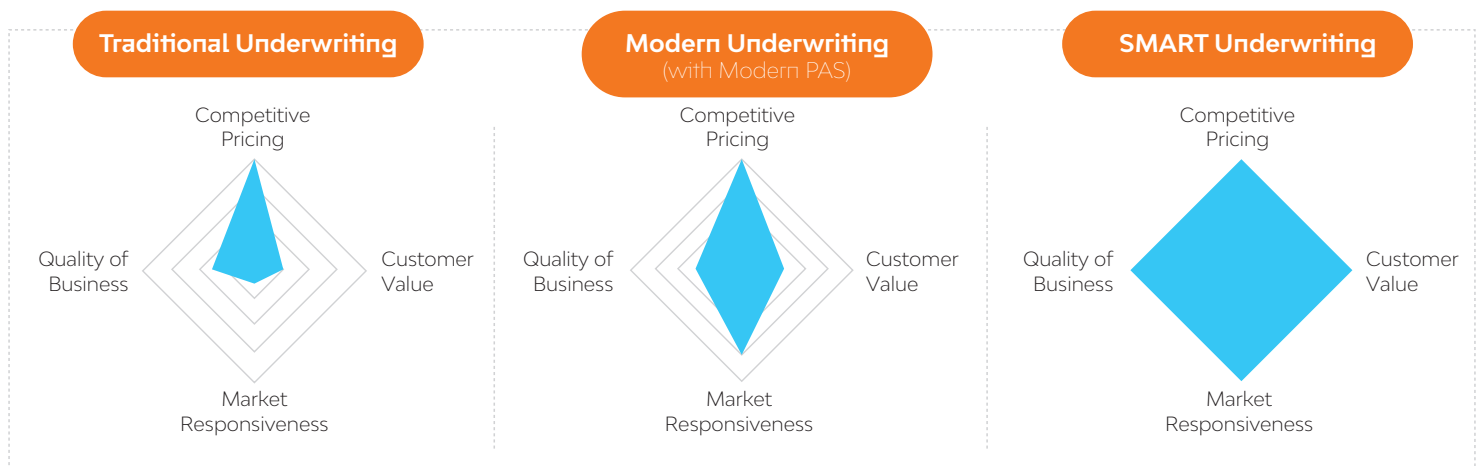 Traditional Underwriting
Competitive
Pricing
Quality of
Business
Customer
Value
Market
Responsiveness
Modern Underwriting
(with Modern PAS)
Competitive
Pricing
Quality of
Business
Customer
Value
Market
Responsiveness
SMART Underwriting
Competitive
Pricing
Quality of
Business
Customer
Value
Market
Responsiveness